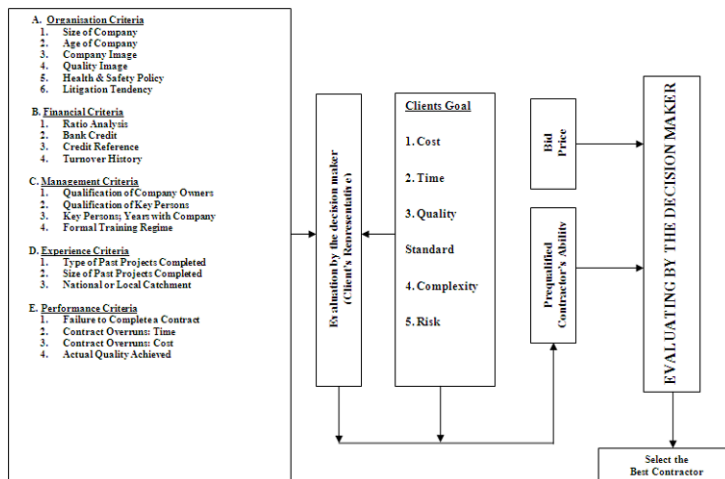 A. Organisation Criteria
1. Size of Company
2. Age of Company
3. Company Image
4. Quality Image
5. Health & Safety Policy
6. Litigation Tendency
B. Financial Criteria
1. Ratio Analysis
2. Bank Credit
3. Credit Reference
4. Turnover History
C. Management Criteria
1. Qualification of Company Owners
2. Qualification of Key Persons
3. Key Persons; Years with Company
4. Formal Training Regime
D. Experience Criteria
1. Type of Past Projects Completed
2. Size of Past Projects Completed
3. National or Local Catchment
E. Performance Criteria
1. Failure to Complete a Contract
2. Contract Overruns: Time
3. Contract Overruns: Cost
4. Actual Quality Achieved
Evaluation by the decision maker
(Client's Representative)
Clients Goal
1. Cost
2. Time
3. Quality
Standard
4. Complexity
5. Risk
Bid
Price
Prequalified
Contractor's Ability
EVALUATING BY THE DECISION MAKER
Select the
Best Contractor